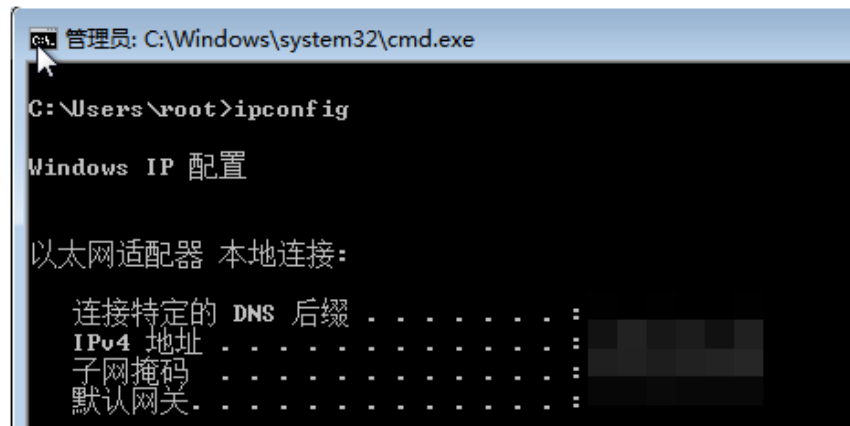 管理员: C:\Windows\system32\cmd.exe
C:\Users\root>ipconfig
Windows IP 配置
以太网适配器 本地连接:
连接特定的 DNS 后缀 . . . . . . . :
IPv4 地址 . . . . . . . . . . . . :
子网掩码 . . . . . . . . . . . . :
默认网关. . . . . . . . . . . . . :